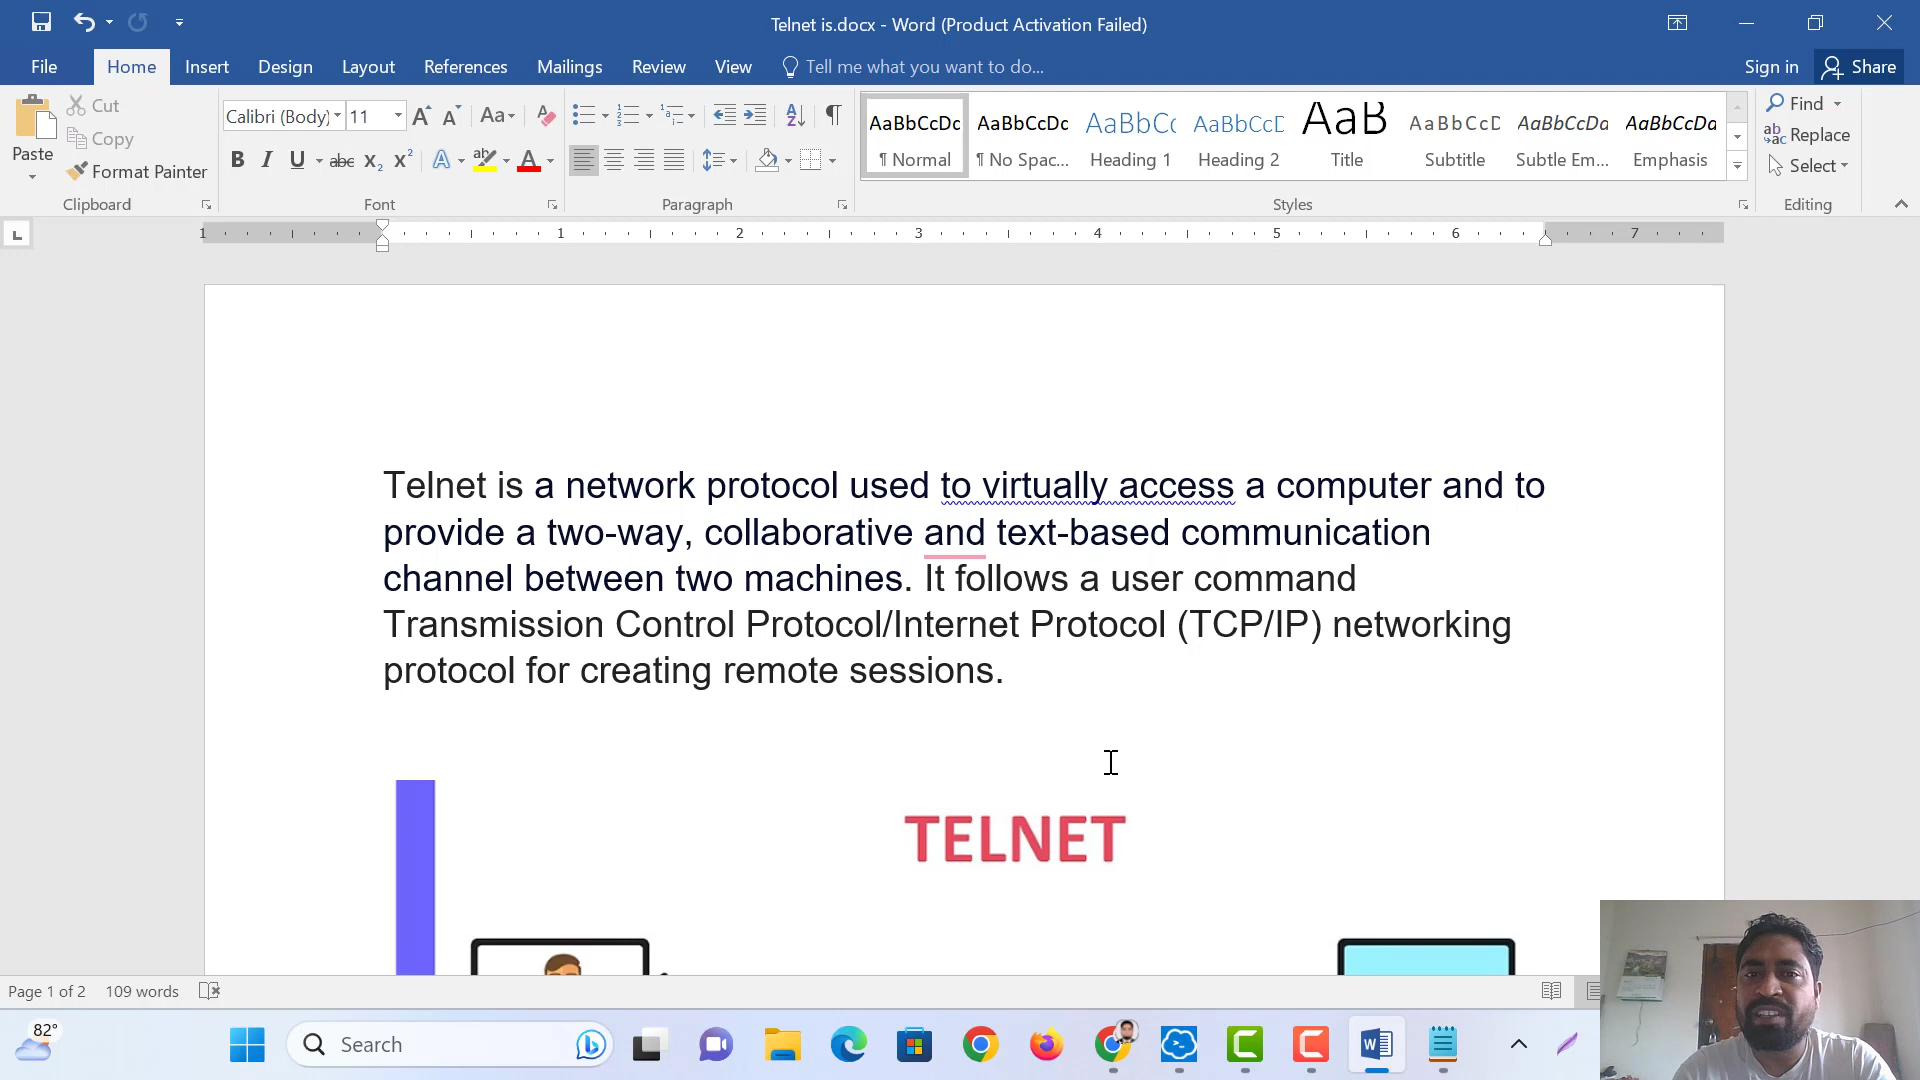 Telnet is.docx - Word (Product Activation Failed)
File Home Insert Design Layout References Mailings Review View Tell me what you want to do... Sign in Share
Paste Cut Copy Format Painter
Clipboard
Calibri (Body) 11 Aa
B I U abc X₂ X² A ab A
Font
Paragraph
AaBbCcDc AaBbCcDc AaBbCc AaBbCcD AaB AaBbCcD AaBbCcDa AaBbCcDa
¶ Normal ¶ No Spac... Heading 1 Heading 2 Title Subtitle Subtle Em... Emphasis
Styles
Find
Replace
Select
Editing
1 1 2 3 4 5 6 7
Telnet is a network protocol used to virtually access a computer and to
provide a two-way, collaborative and text-based communication
channel between two machines. It follows a user command
Transmission Control Protocol/Internet Protocol (TCP/IP) networking
protocol for creating remote sessions.
TELNET
Page 1 of 2 109 words
82°
Search